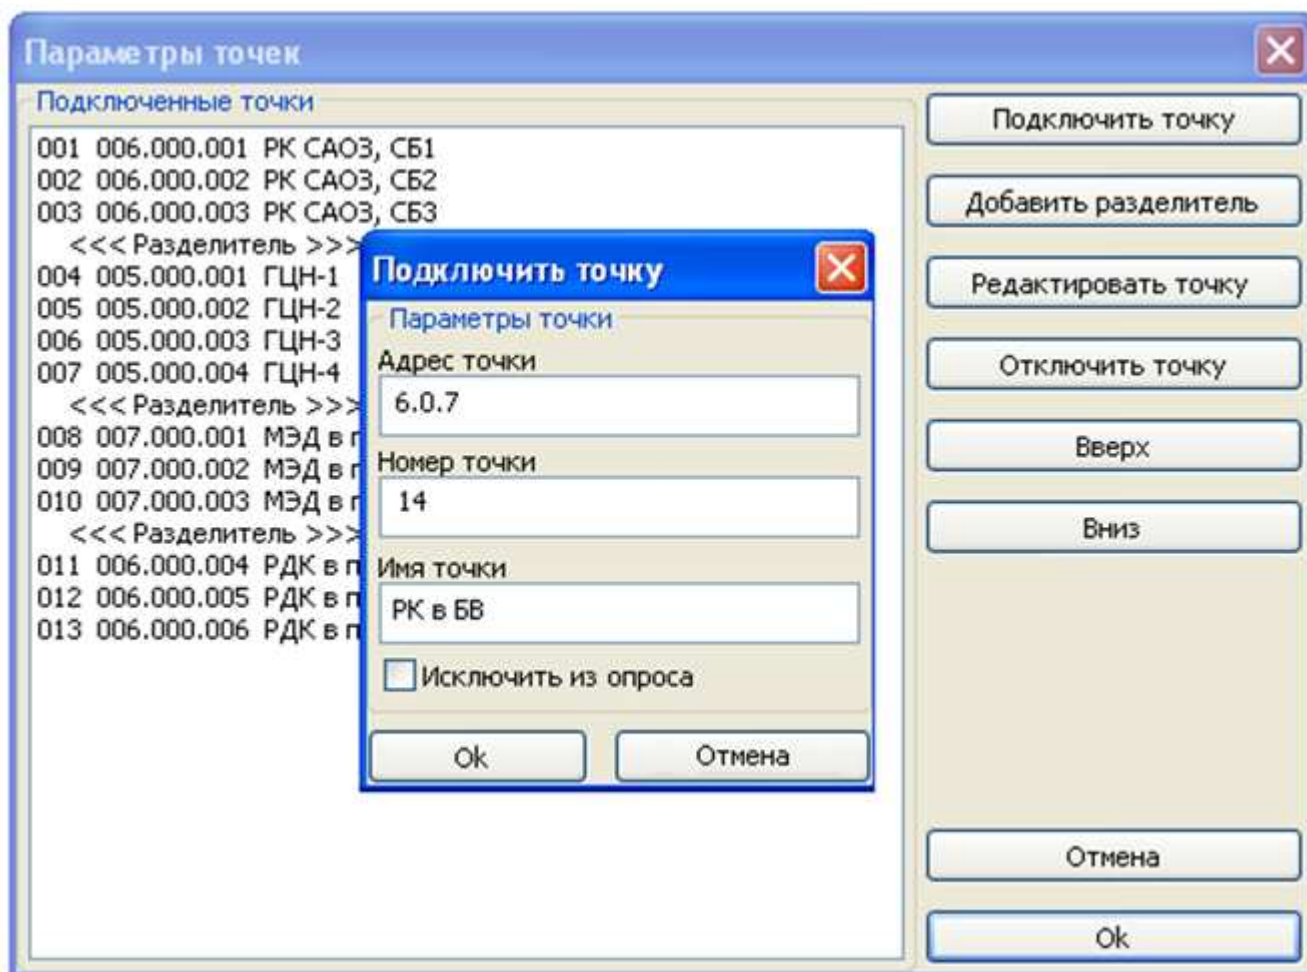 Параметры точек
Подключенные точки
001 006.000.001 РК САОЗ, СБ1
002 006.000.002 РК САОЗ, СБ2
003 006.000.003 РК САОЗ, СБ3
<<< Разделитель >>>
004 005.000.001 ГЦН-1
005 005.000.002 ГЦН-2
006 005.000.003 ГЦН-3
007 005.000.004 ГЦН-4
<<< Разделитель >>>
008 007.000.001 МЭД в
009 007.000.002 МЭД в
010 007.000.003 МЭД в
<<< Разделитель >>>
011 006.000.004 РДК в
012 006.000.005 РДК в
013 006.000.006 РДК в
Подключить точку
Параметры точки
Адрес точки
6.0.7
Номер точки
14
Имя точки
РК в БВ
Исключить из опроса
Ok
Отмена
Подключить точку
Добавить разделитель
Редактировать точку
Отключить точку
Вверх
Вниз
Отмена
Ok